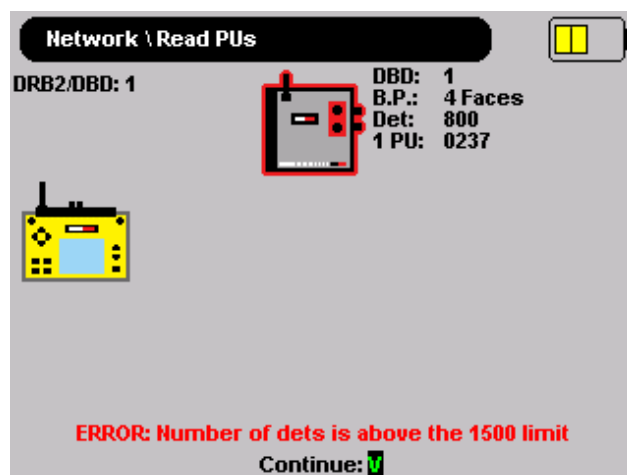 Network \ Read PUs
DRB2/DBD: 1
DBD: 1
B.P.: 4 Faces
Det: 800
1 PU: 0237
ERROR: Number of dets is above the 1500 limit
Continue: V